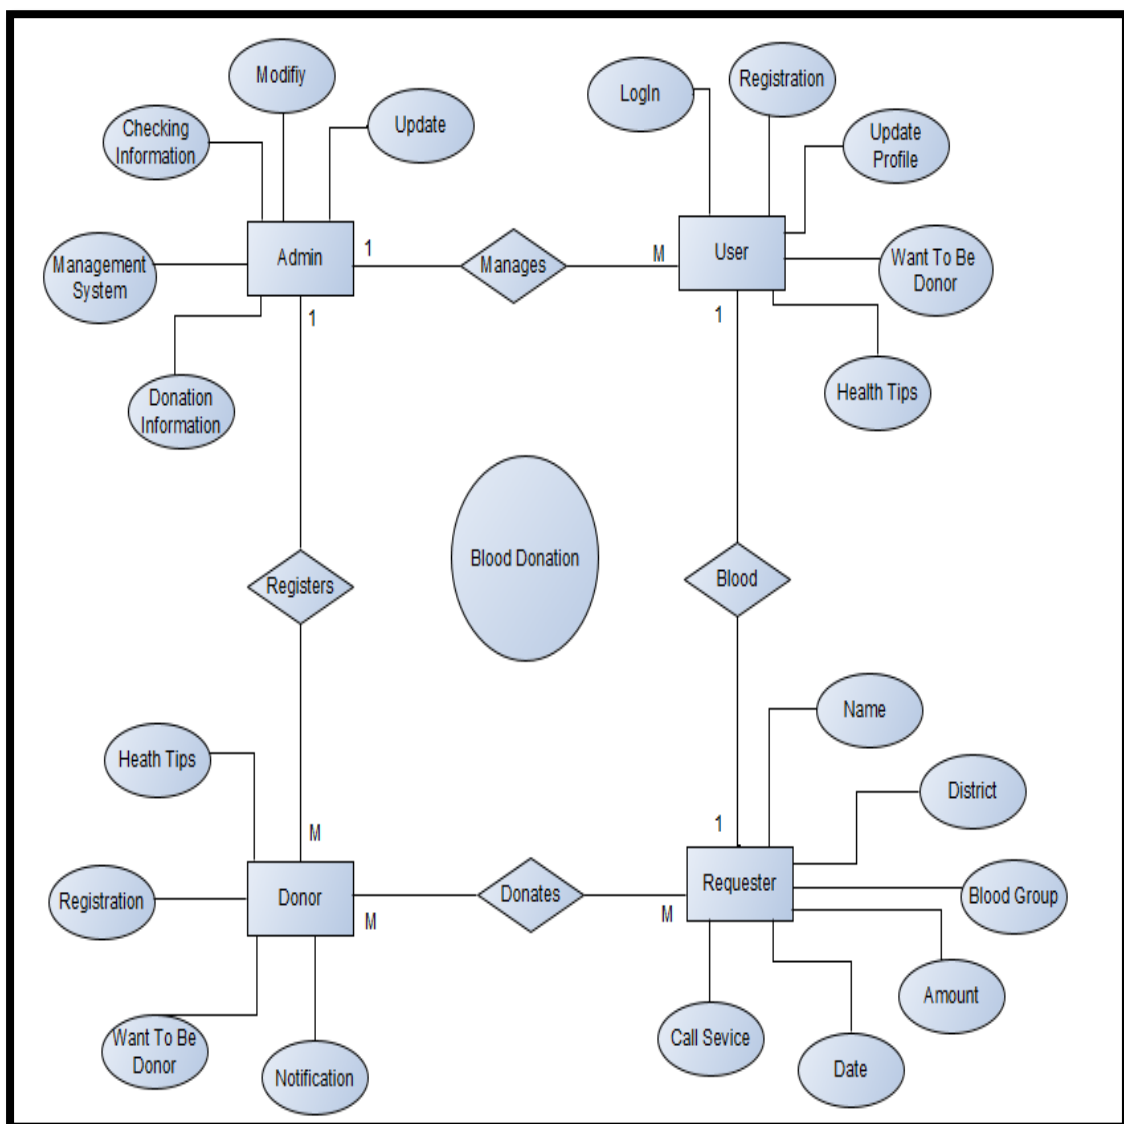 Modifiy
LogIn
Registration
Checking
Information
Update
Update
Profile
Admin
1
Manages
M
User
Management
System
Want To Be
Donor
1
1
Donation
Information
Health Tips
Blood Donation
Registers
Blood
Name
Heath Tips
District
M
1
Registration
Donor
M
Donates
M
Requester
Blood Group
Amount
Want To Be
Donor
Notification
Call Sevice
Date